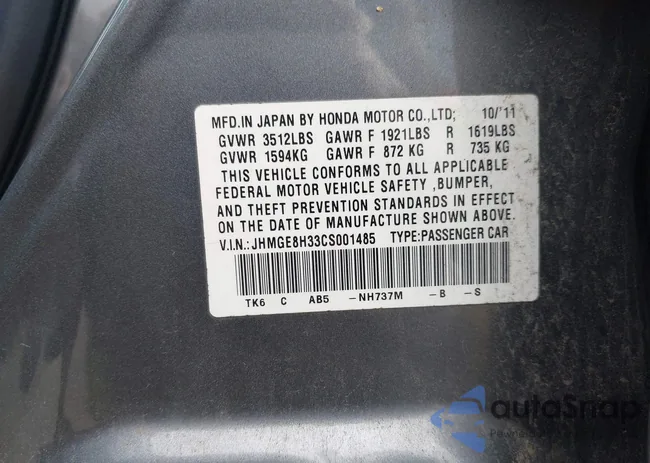 MFD.IN JAPAN BY HONDA MOTOR CO.,LTD; 10/'11
GVWR 3512LBS GAWR F 1921LBS R 1619LBS
GVWR 1594KG GAWR F 872 KG R 735 KG
THIS VEHICLE CONFORMS TO ALL APPLICABLE
FEDERAL MOTOR VEHICLE SAFETY ,BUMPER,
AND THEFT PREVENTION STANDARDS IN EFFECT
ON THE DATE OF MANUFACTURE SHOWN ABOVE.
V.I.N.:JHMGE8H33CS001485 TYPE:PASSENGER CAR
TK6 C AB5 -NH737M -B -S
autoSnap